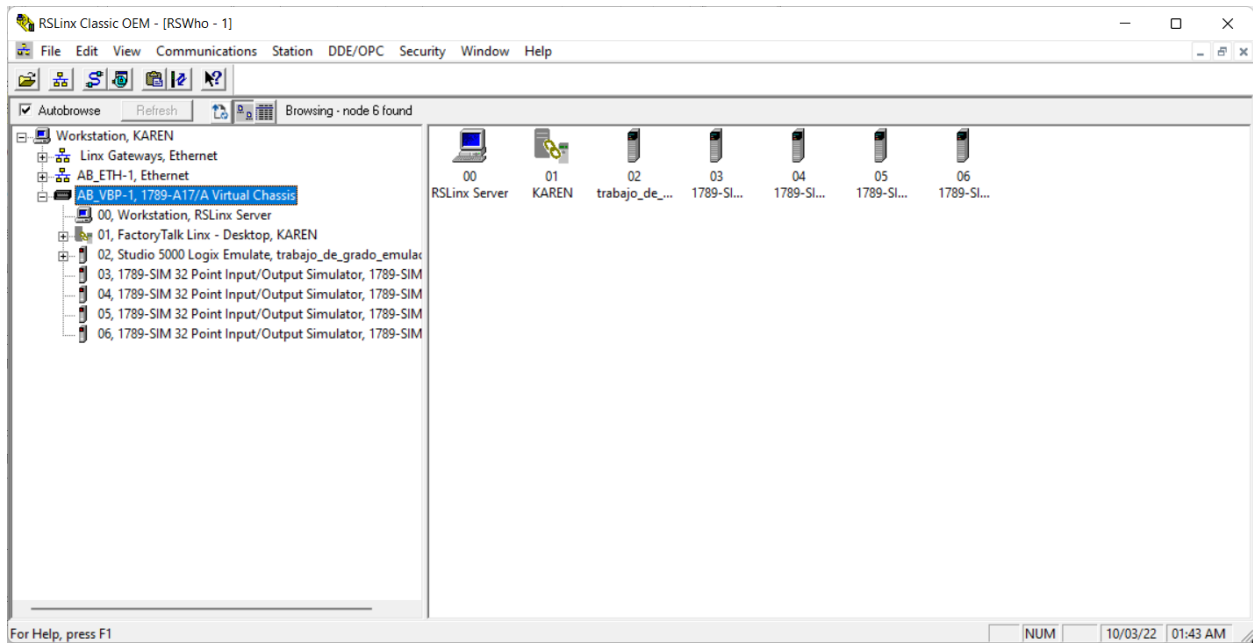 RSLinx Classic OEM - [RSWho - 1]
File Edit View Communications Station DDE/OPC Security Window Help
Autobrowse Refresh Browsing - node 6 found
Workstation, KAREN
Linx Gateways, Ethernet
AB_ETH-1, Ethernet
AB_VBP-1, 1789-A17/A Virtual Chassis
00, Workstation, RSLinx Server
01, FactoryTalk Linx - Desktop, KAREN
02, Studio 5000 Logix Emulate, trabajo_de_grado_emulac
03, 1789-SIM 32 Point Input/Output Simulator, 1789-SIM
04, 1789-SIM 32 Point Input/Output Simulator, 1789-SIM
05, 1789-SIM 32 Point Input/Output Simulator, 1789-SIM
06, 1789-SIM 32 Point Input/Output Simulator, 1789-SIM
00 01 02 03 04 05 06
RSLinx Server KAREN trabajo_de_... 1789-SI... 1789-SI... 1789-SI... 1789-SI...
For Help, press F1 NUM 10/03/22 01:43 AM